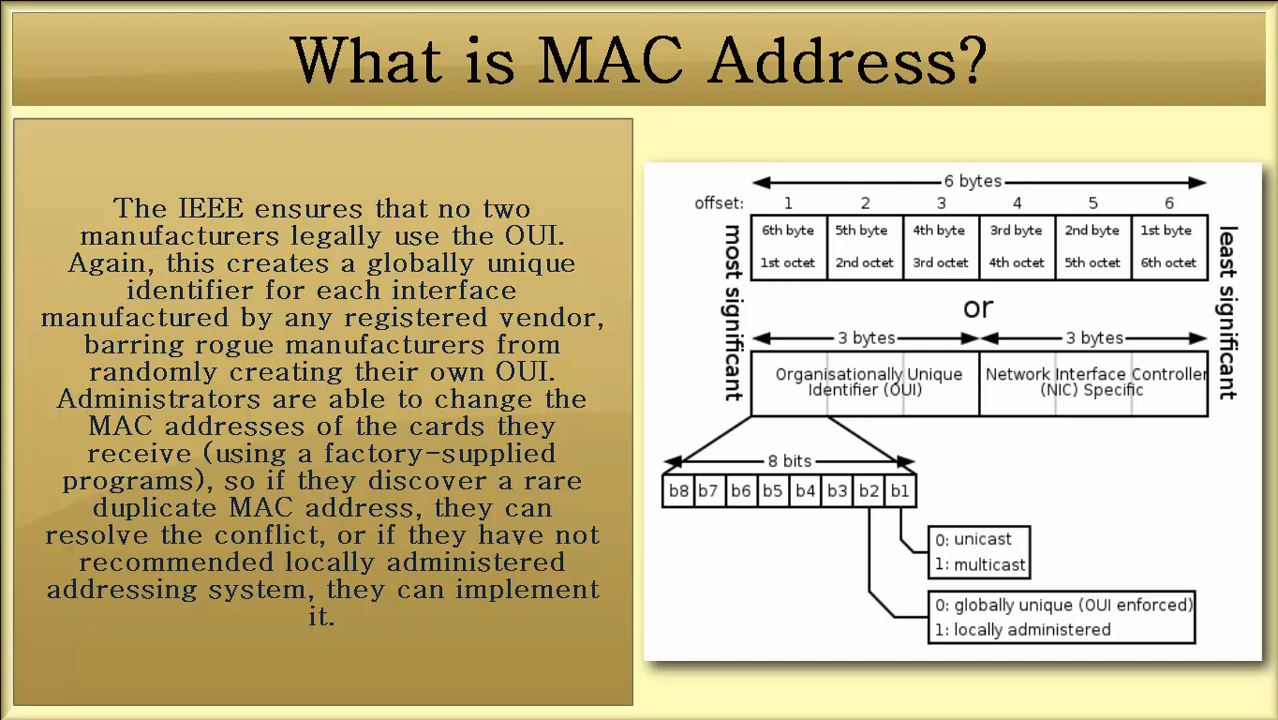 What is MAC Address?
The IEEE ensures that no two
manufacturers legally use the OUI.
Again, this creates a globally unique
identifier for each interface
manufactured by any registered vendor,
barring rogue manufacturers from
randomly creating their own OUI.
Administrators are able to change the
MAC addresses of the cards they
receive (using a factory-supplied
programs), so if they discover a rare
duplicate MAC address, they can
resolve the conflict, or if they have not
recommended locally administered
addressing system, they can implement
it.
6 bytes
offset: 1 2 3 4 5 6
6th byte 5th byte 4th byte 3rd byte 2nd byte 1st byte
1st octet 2nd octet 3rd octet 4th octet 5th octet 6th octet
most significant
least significant
or
3 bytes 3 bytes
Organisationally Unique
Identifier (OUI)
Network Interface Controller
(NIC) Specific
8 bits
b8 b7 b6 b5 b4 b3 b2 b1
0: unicast
1: multicast
0: globally unique (OUI enforced)
1: locally administered